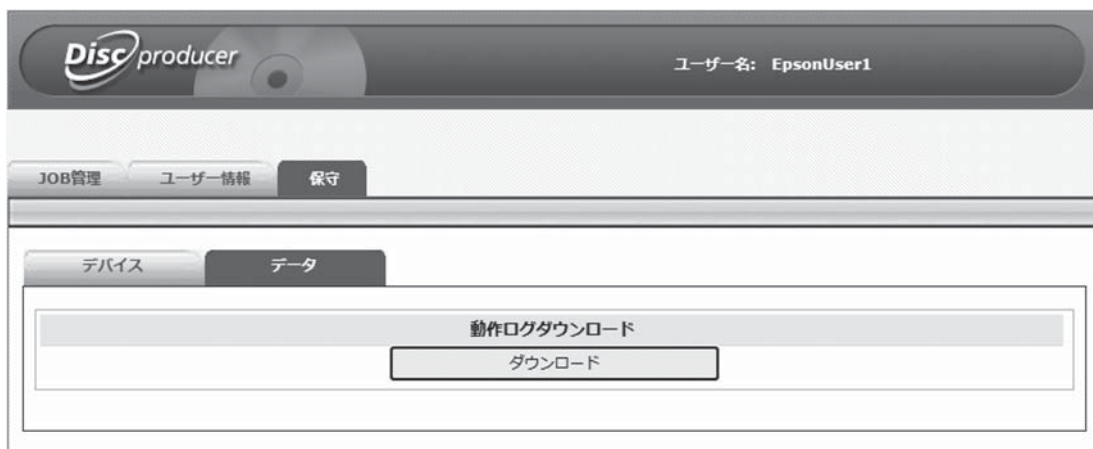 Disc producer
ユーザー名: EpsonUser1
JOB管理 ユーザー情報 保守
デバイス データ
動作ログダウンロード
ダウンロード